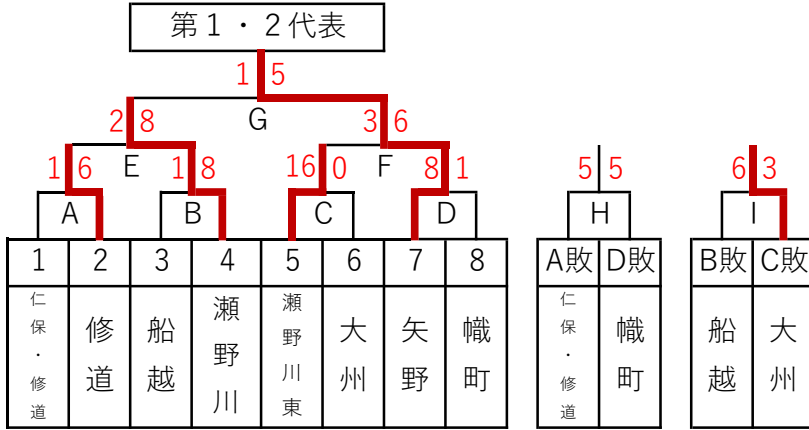 第１・２代表
1 5
G
2 8 3 6
E F
1 6 1 8 16 0 8 1 5 5 6 3
A B C D H I
1 2 3 4 5 6 7 8 A敗 D敗 B敗 C敗
仁保・修道 修道 船越 瀬野川 瀬野川東 大州 矢野 幟町 仁保・修道 幟町 船越 大州